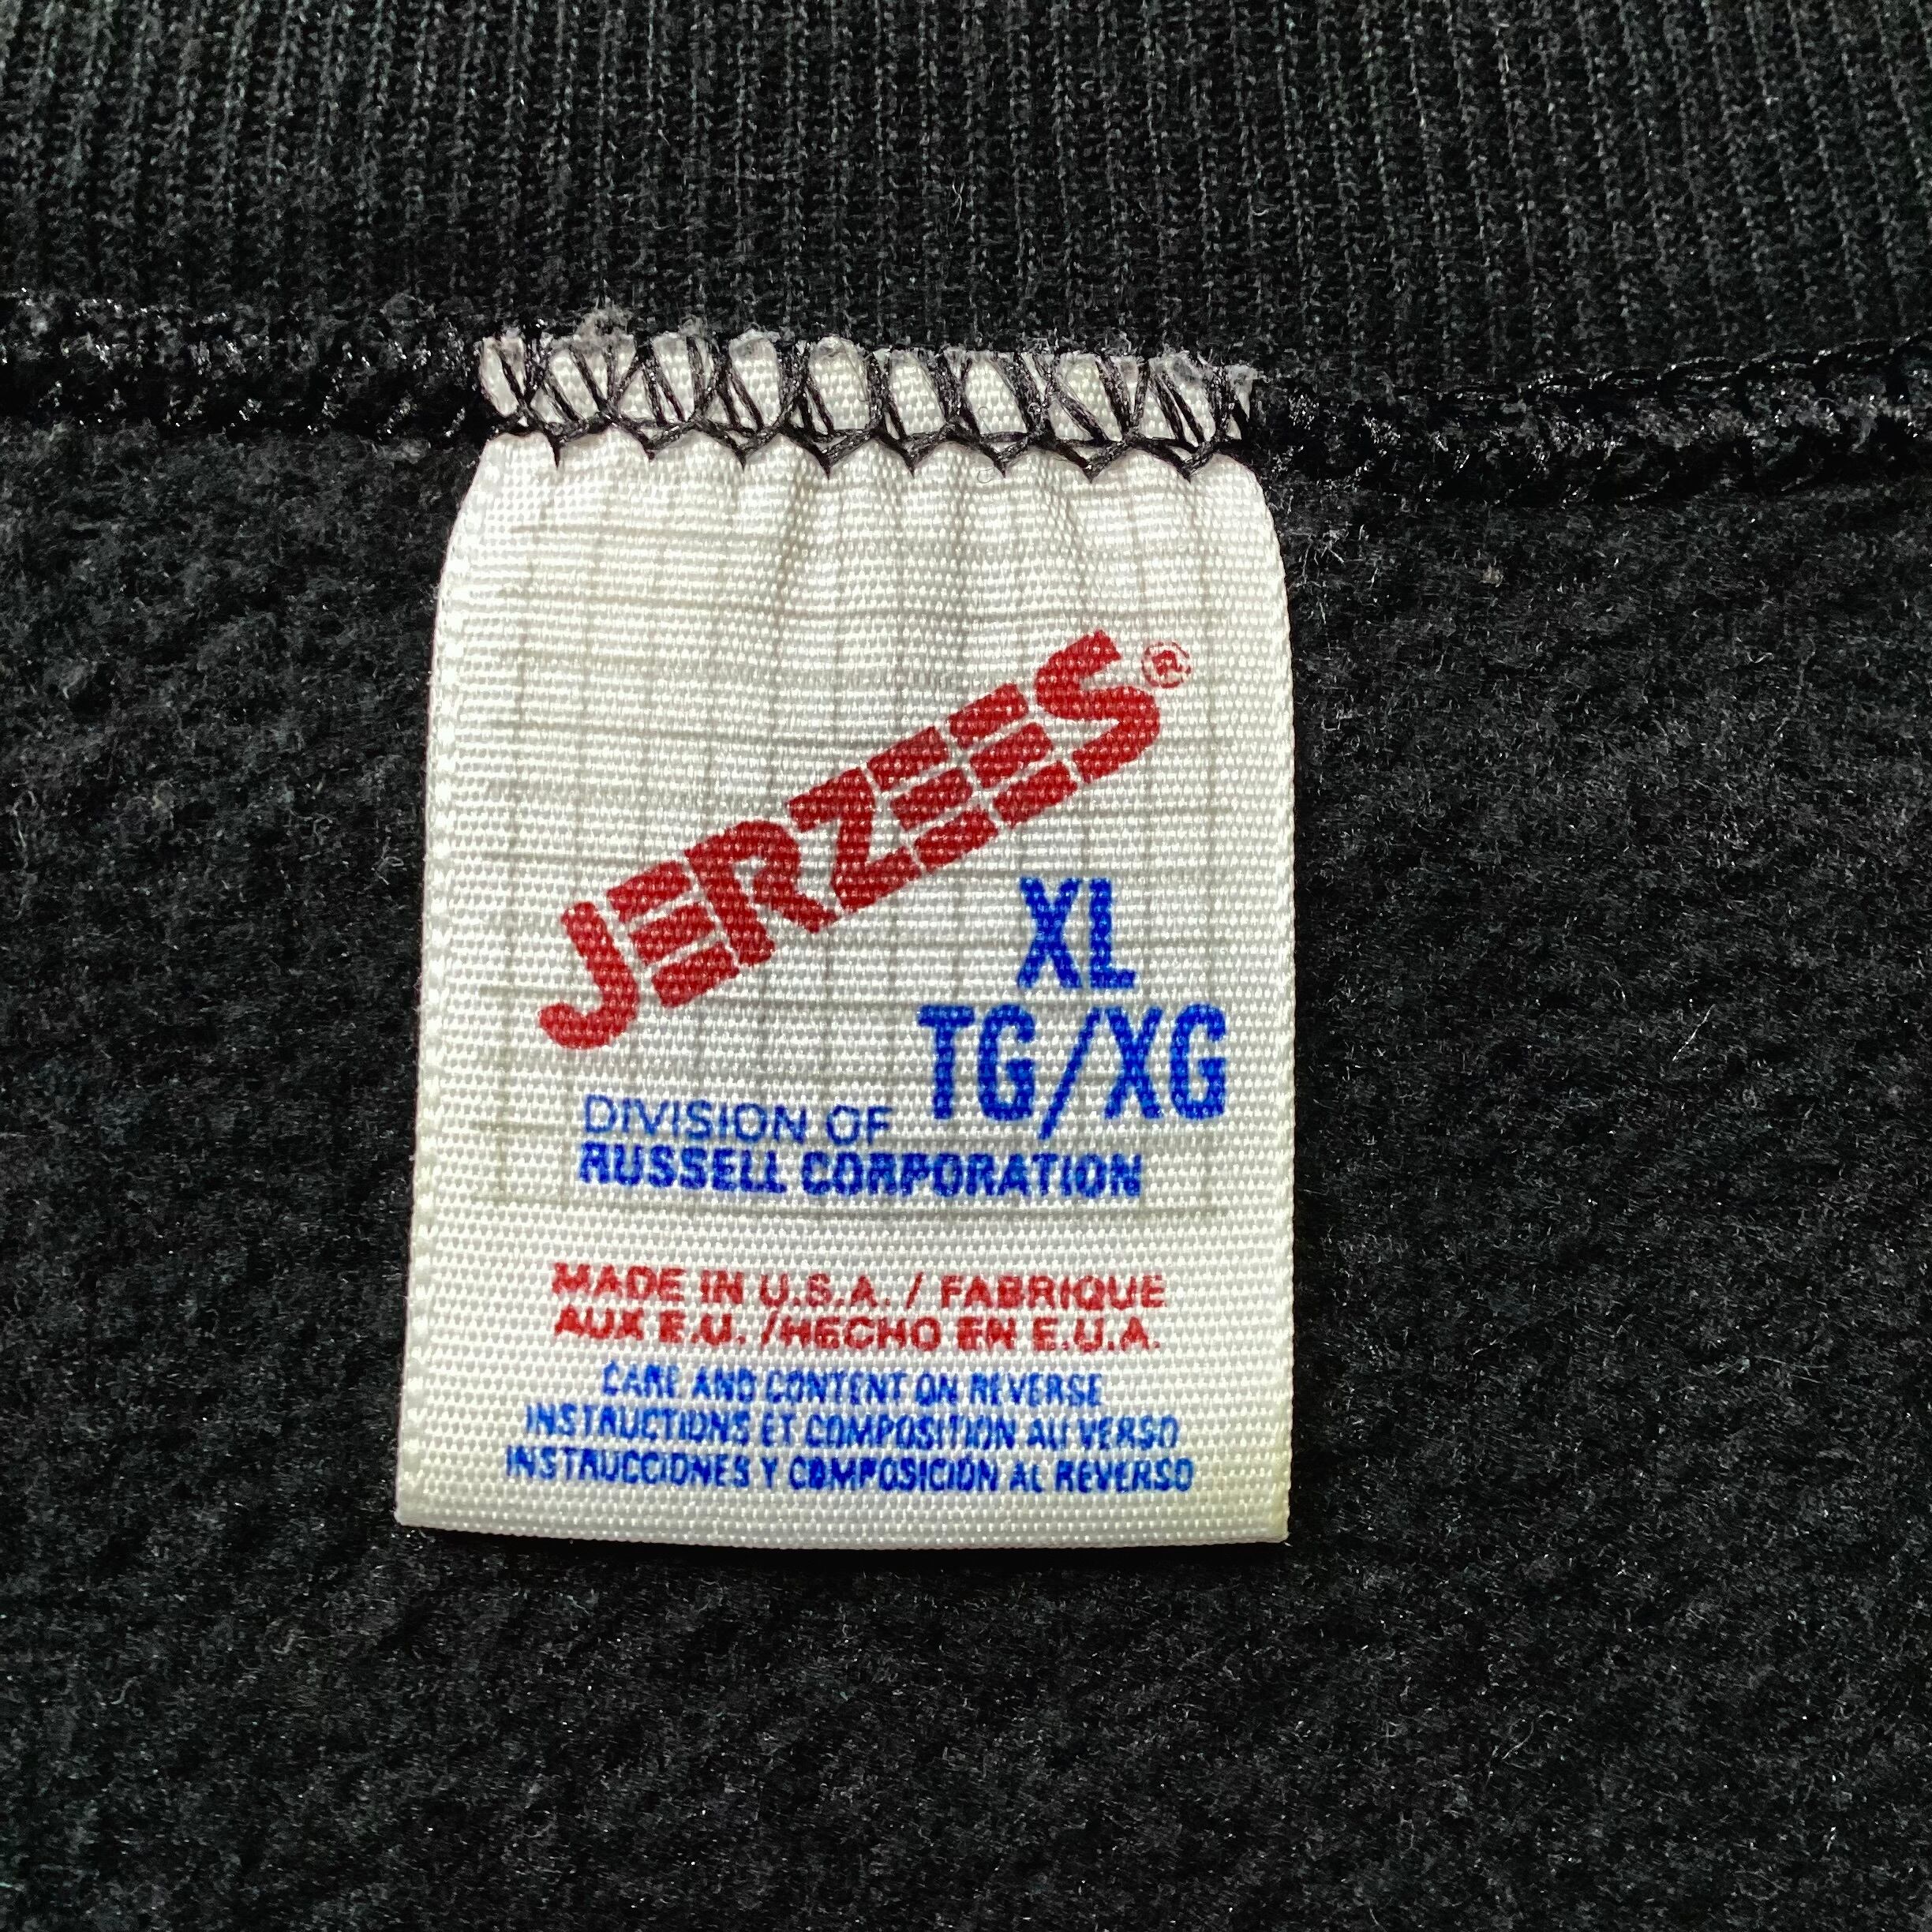 JERZEES®
XL
TG/XG
DIVISION OF
RUSSELL CORPORATION
MADE IN U.S.A. / FABRIQUE
AUX E.U. /HECHO EN E.U.A.
CARE AND CONTENT ON REVERSE
INSTRUCTIONS ET COMPOSITION AU VERSO
INSTRUCCIONES Y COMPOSICION AL REVERSO